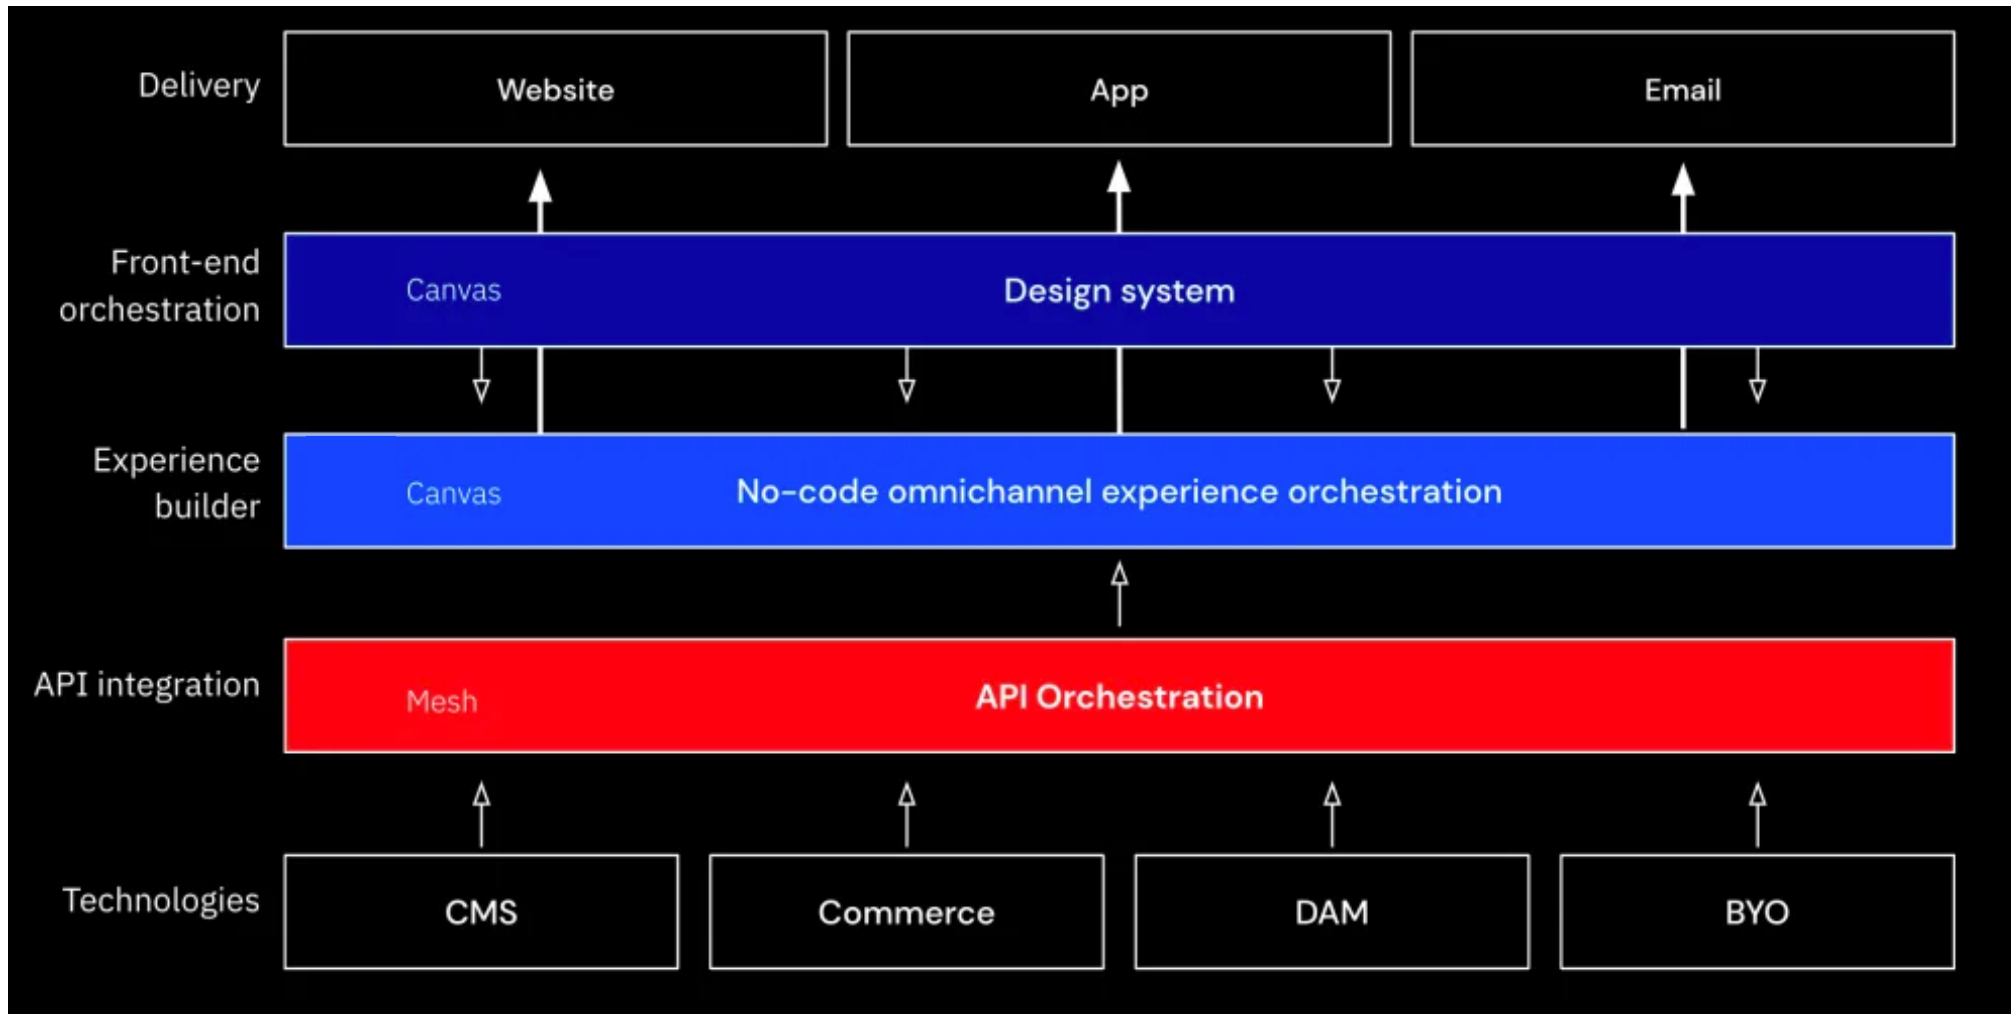 Delivery
Website
App
Email
Front-end
orchestration
Canvas
Design system
Experience
builder
Canvas
No-code omnichannel experience orchestration
API integration
Mesh
API Orchestration
Technologies
CMS
Commerce
DAM
BYO